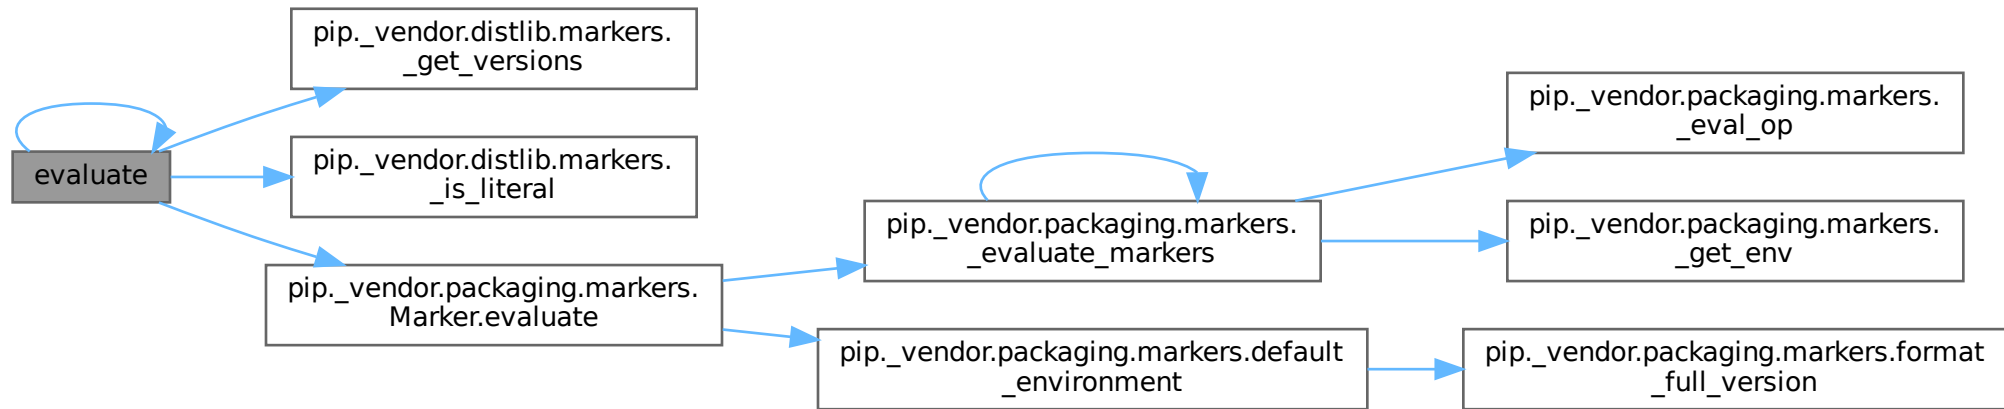 evaluate
pip._vendor.distlib.markers.
_get_versions
pip._vendor.distlib.markers.
_is_literal
pip._vendor.packaging.markers.
Marker.evaluate
pip._vendor.packaging.markers.
_evaluate_markers
pip._vendor.packaging.markers.default
_environment
pip._vendor.packaging.markers.
_eval_op
pip._vendor.packaging.markers.
_get_env
pip._vendor.packaging.markers.format
_full_version